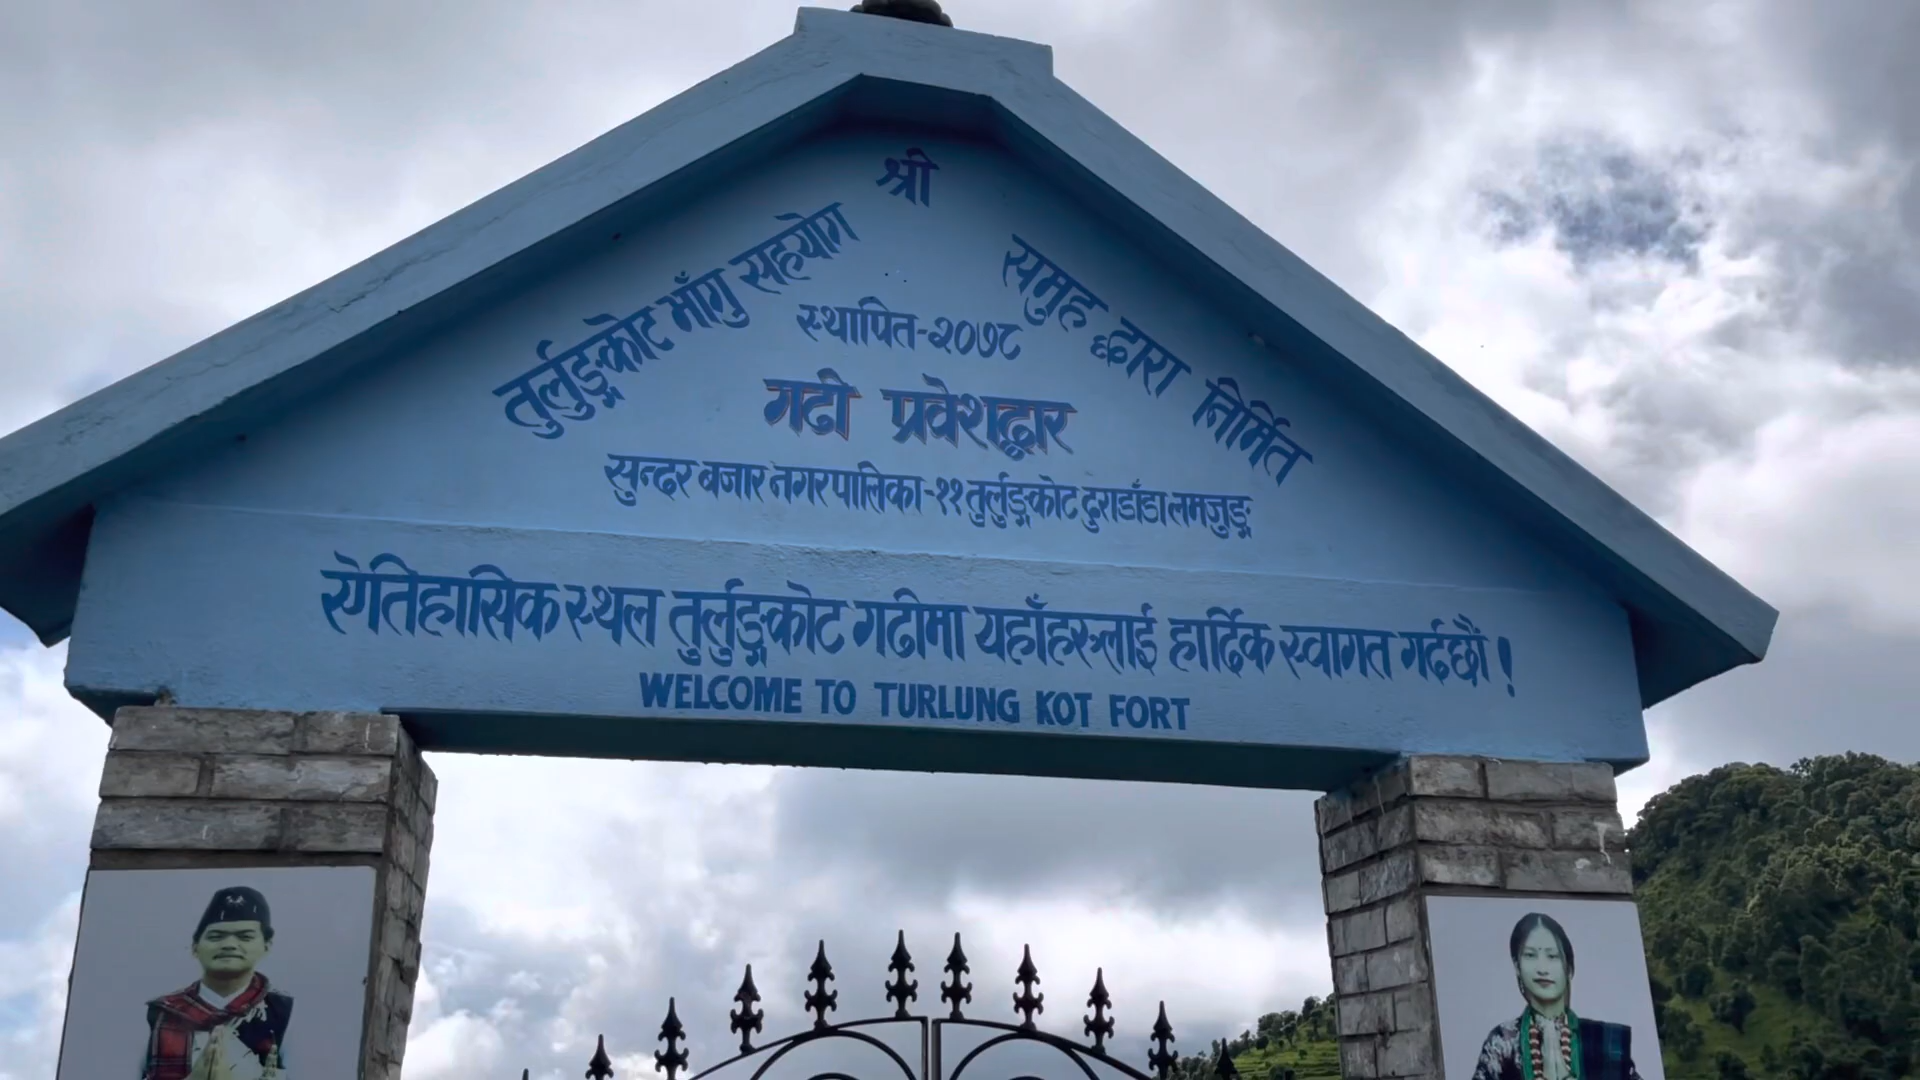 श्री
तुर्लुङ्कोट भाँगु सहयोग समुह द्धारा निर्मित
स्थापित-२०७८
गढी प्रवेशद्धार
सुन्दर बजार नगरपालिका-११ तुर्लुङ्कोट दुराडाँडा लमजुङ्ग
ऐतिहासिक स्थल तुर्लुङ्कोट गढीमा यहाँहरुलाई हार्दिक स्वागत गर्दछौं !
WELCOME TO TURLUNG KOT FORT